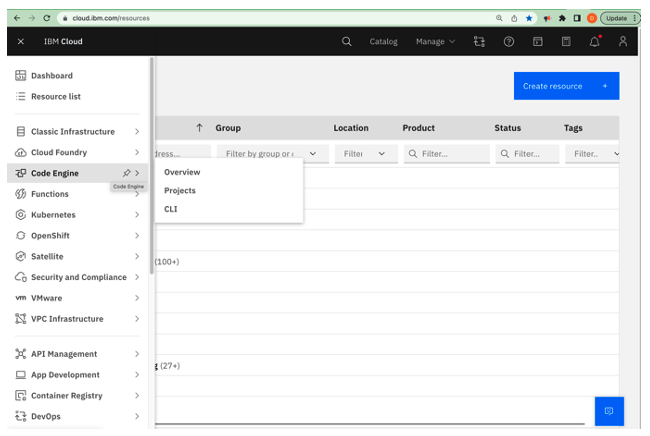 cloud.ibm.com/resources
Update
IBM Cloud
Catalog
Manage
Dashboard
Resource list
Create resource +
Classic Infrastructure
Cloud Foundry
Code Engine
Code Engine
Functions
Kubernetes
OpenShift
Satellite
Security and Compliance
VMware
VPC Infrastructure
API Management
App Development
Container Registry
DevOps
Overview
Projects
CLI
Group
Location
Product
Status
Tags
dress...
Filter by group or
Filter...
Filter...
Filter..
(100+)
(27+)